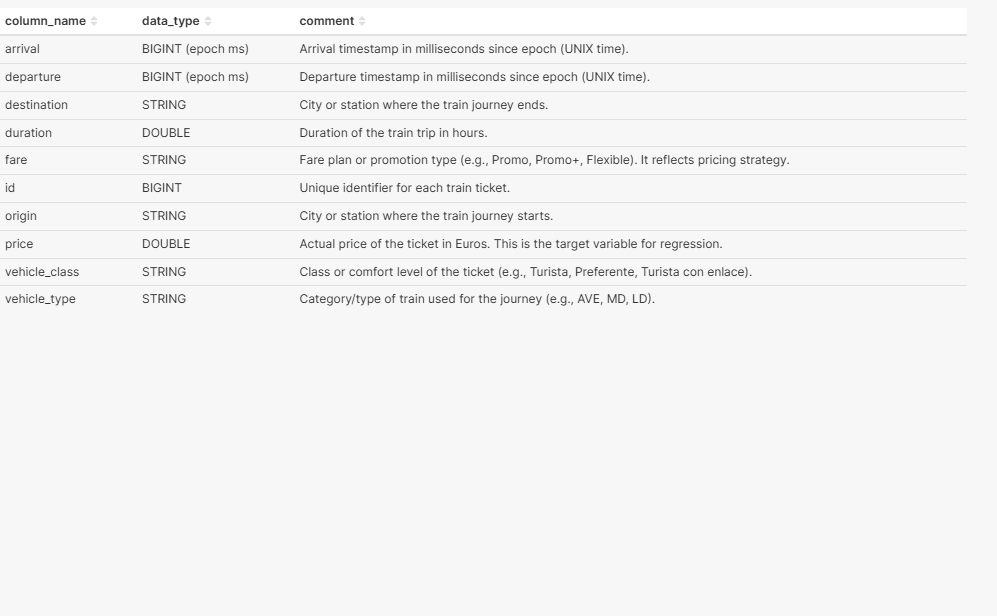 column_name data_type comment
arrival BIGINT (epoch ms) Arrival timestamp in milliseconds since epoch (UNIX time).
departure BIGINT (epoch ms) Departure timestamp in milliseconds since epoch (UNIX time).
destination STRING City or station where the train journey ends.
duration DOUBLE Duration of the train trip in hours.
fare STRING Fare plan or promotion type (e.g., Promo, Promo+, Flexible). It reflects pricing strategy.
id BIGINT Unique identifier for each train ticket.
origin STRING City or station where the train journey starts.
price DOUBLE Actual price of the ticket in Euros. This is the target variable for regression.
vehicle_class STRING Class or comfort level of the ticket (e.g., Turista, Preferente, Turista con enlace).
vehicle_type STRING Category/type of train used for the journey (e.g., AVE, MD, LD).